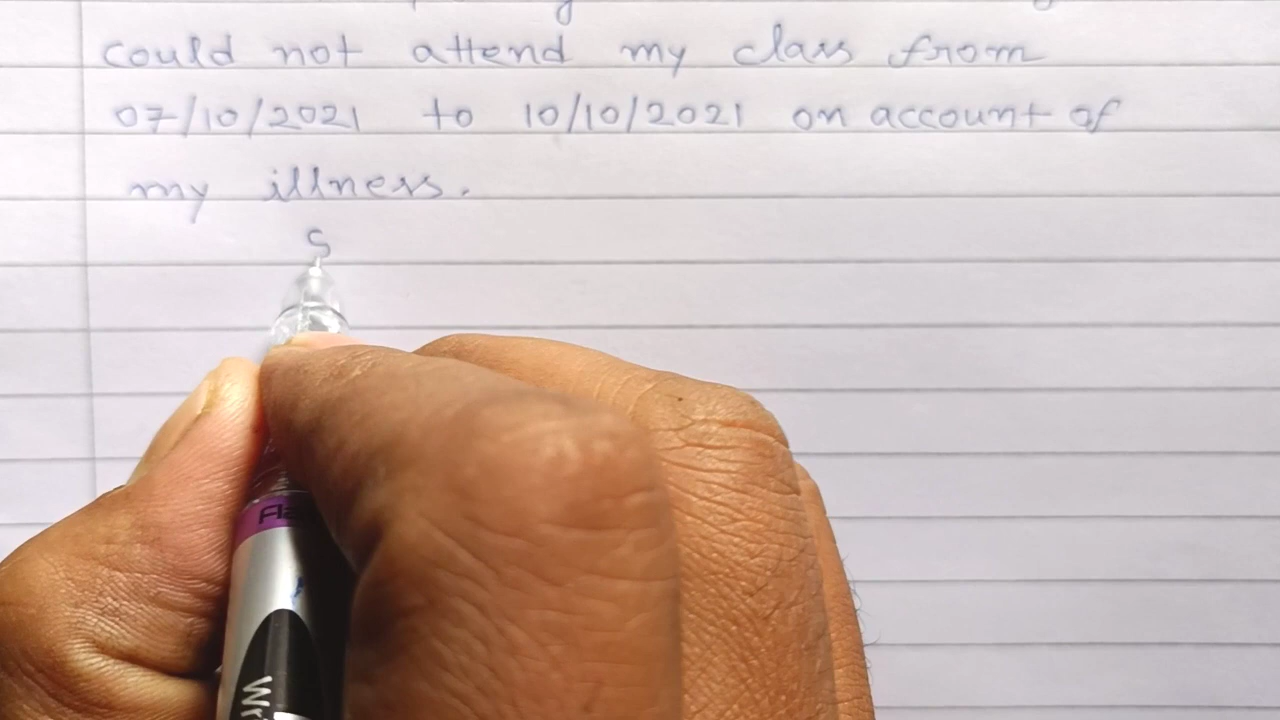 could not attend my class from
07/10/2021 to 10/10/2021 on account of
my illness.
S